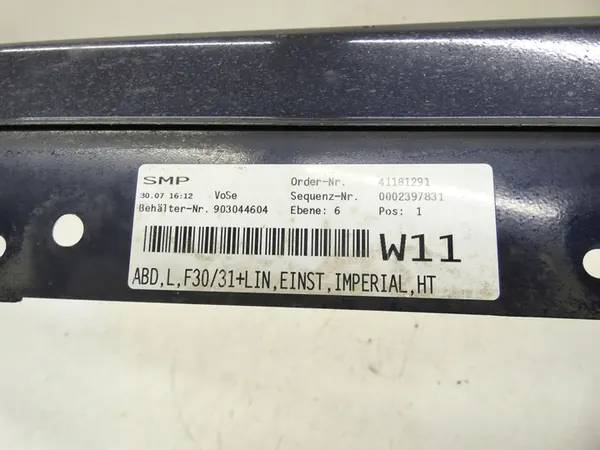 SMP Order-Nr. 41181291
30.07 16:12 VoSe Sequenz-Nr. 0002397831
Behälter-Nr. 903044604 Ebene: 6 Pos: 1
W11
ABD,L,F30/31+LIN,EINST,IMPERIAL,HT